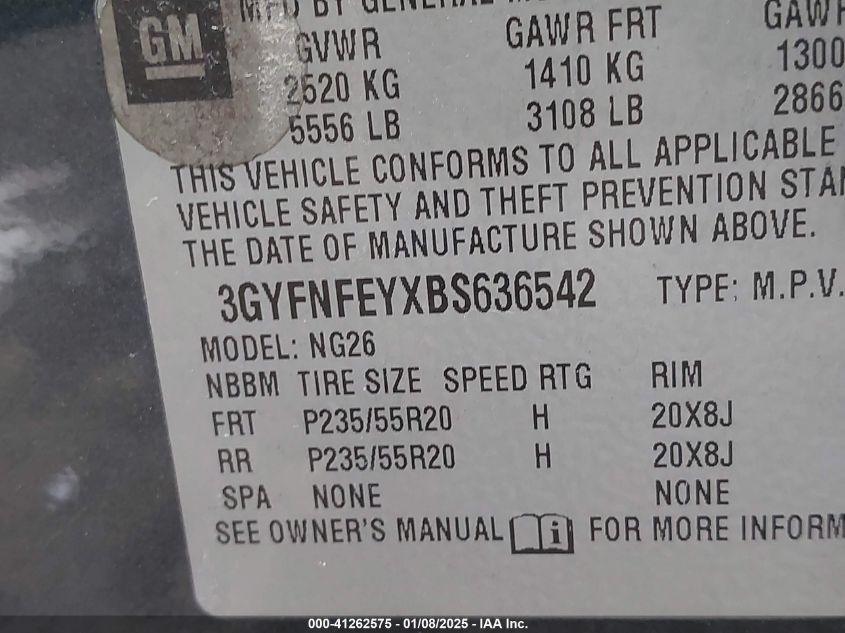 GM
MFD BY GENERAL
GVWR GAWR FRT GAWR
2520 KG 1410 KG 1300
5556 LB 3108 LB 2866
THIS VEHICLE CONFORMS TO ALL APPLICABLE
VEHICLE SAFETY AND THEFT PREVENTION STAN
THE DATE OF MANUFACTURE SHOWN ABOVE.
3GYFNFEYXBS636542 TYPE: M.P.V.
MODEL: NG26
NBBM TIRE SIZE SPEED RTG RIM
FRT P235/55R20 H 20X8J
RR P235/55R20 H 20X8J
SPA NONE NONE
SEE OWNER'S MANUAL i FOR MORE INFORM
000-41262575 - 01/08/2025 - IAA Inc.